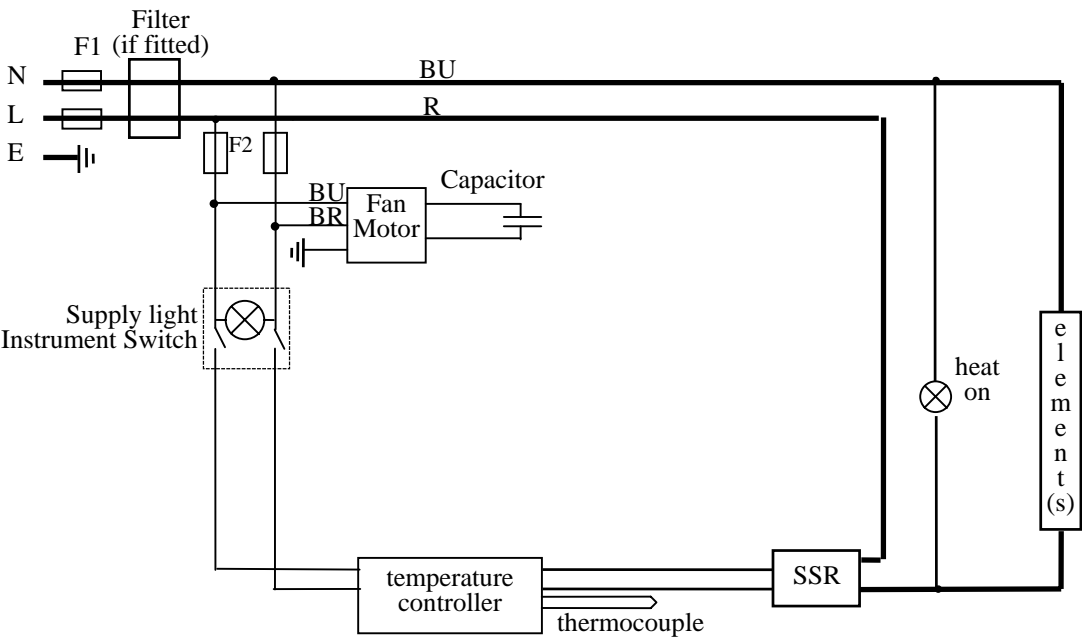 Filter
(if fitted)
F1
N
BU
L
R
E
F2
BU
Capacitor
Fan
Motor
BR
Supply light
Instrument Switch
heat
on
element(s)
temperature
controller
SSR
thermocouple